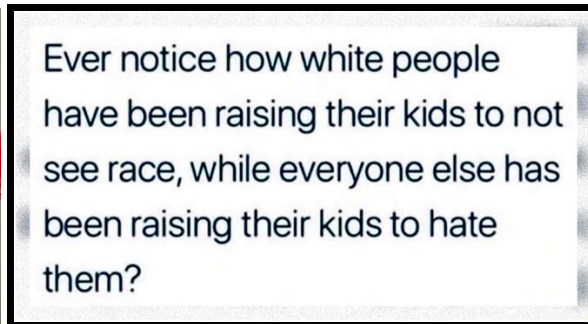 Ever notice how white people
have been raising their kids to not
see race, while everyone else has
been raising their kids to hate
them?